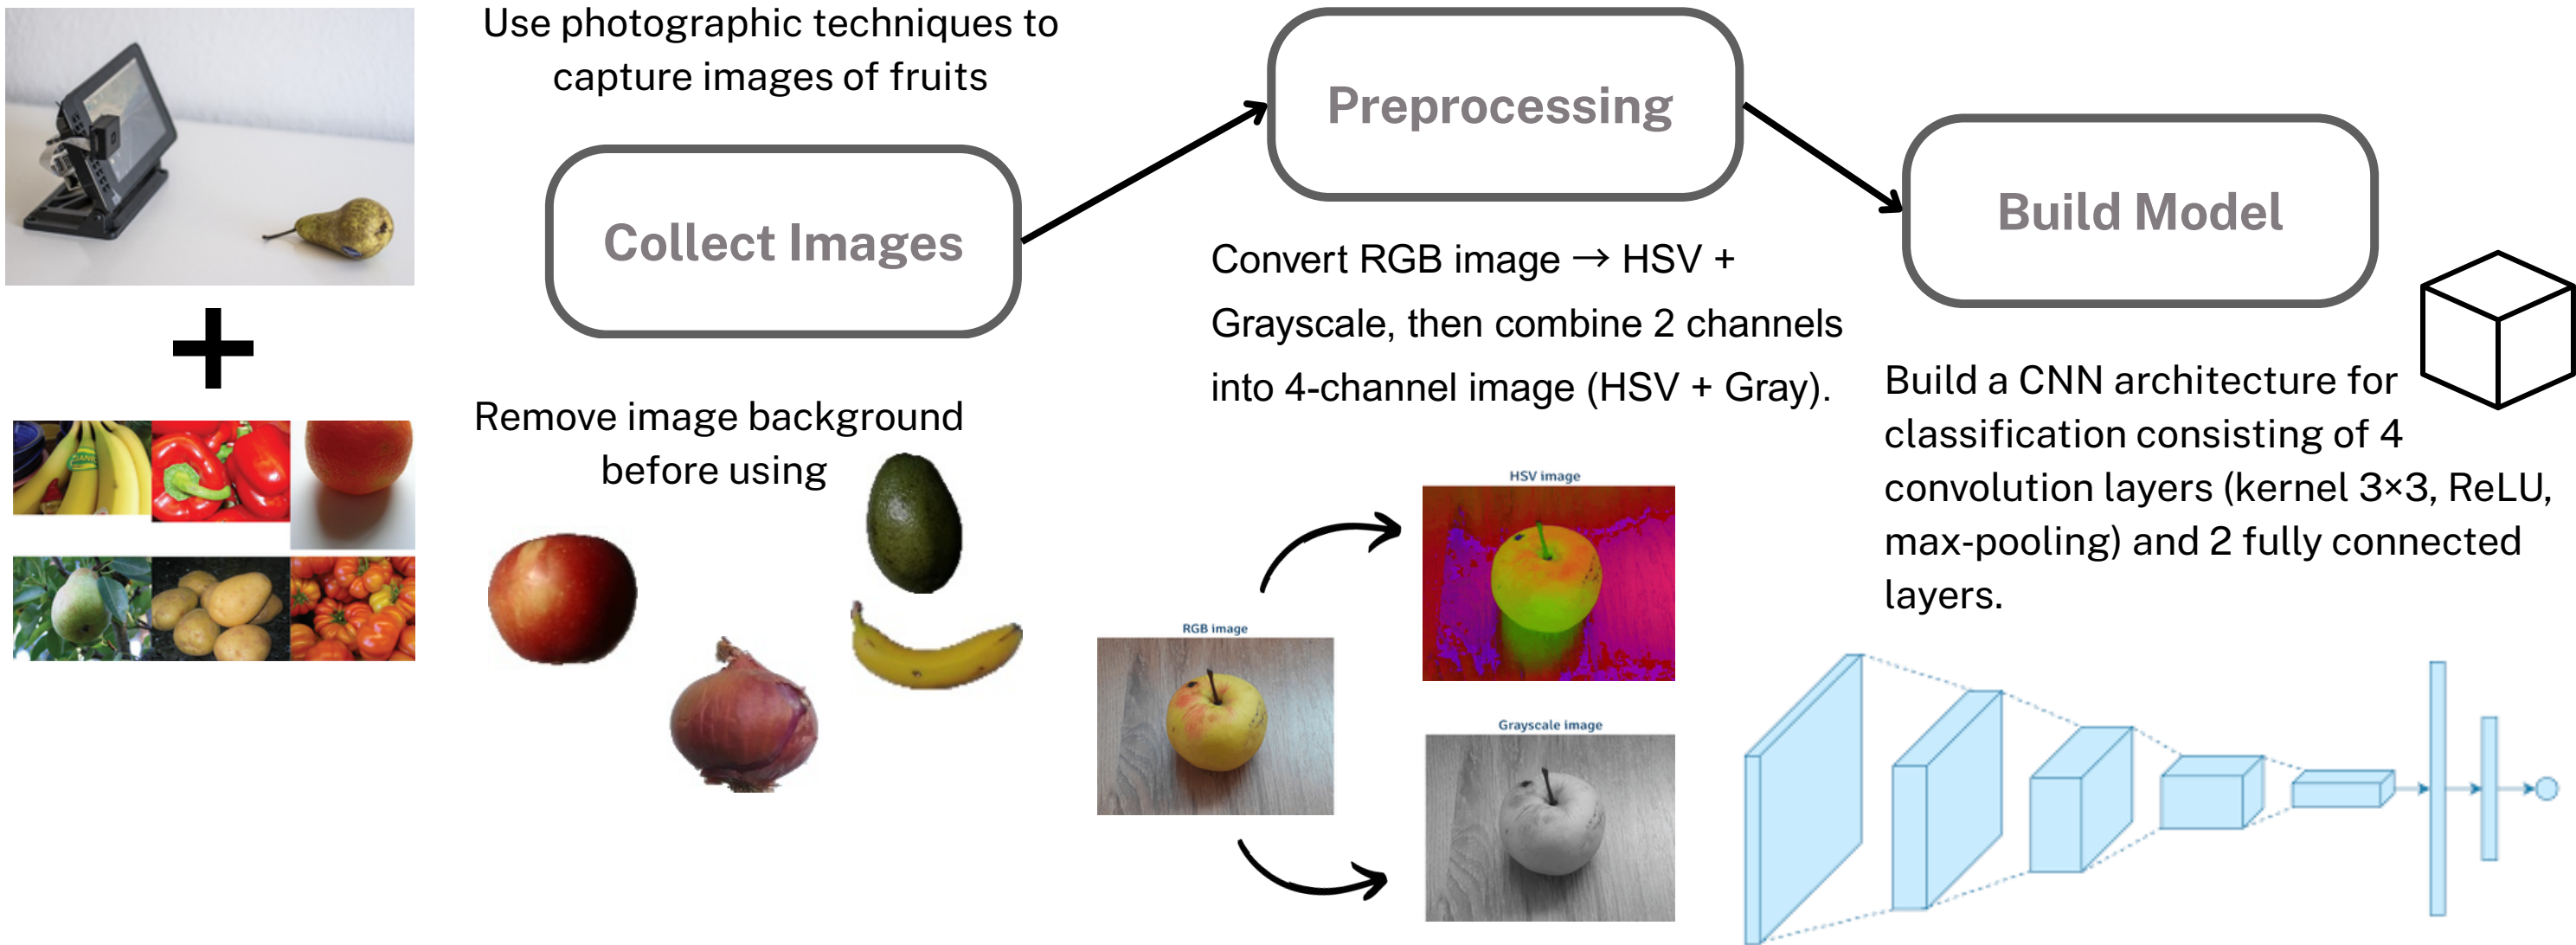 Use photographic techniques to
capture images of fruits
Collect Images
Remove image background
before using
Preprocessing
Convert RGB image → HSV +
Grayscale, then combine 2 channels
into 4-channel image (HSV + Gray).
RGB image
HSV image
Grayscale image
Build Model
Build a CNN architecture for
classification consisting of 4
convolution layers (kernel 3×3, ReLU,
max-pooling) and 2 fully connected
layers.